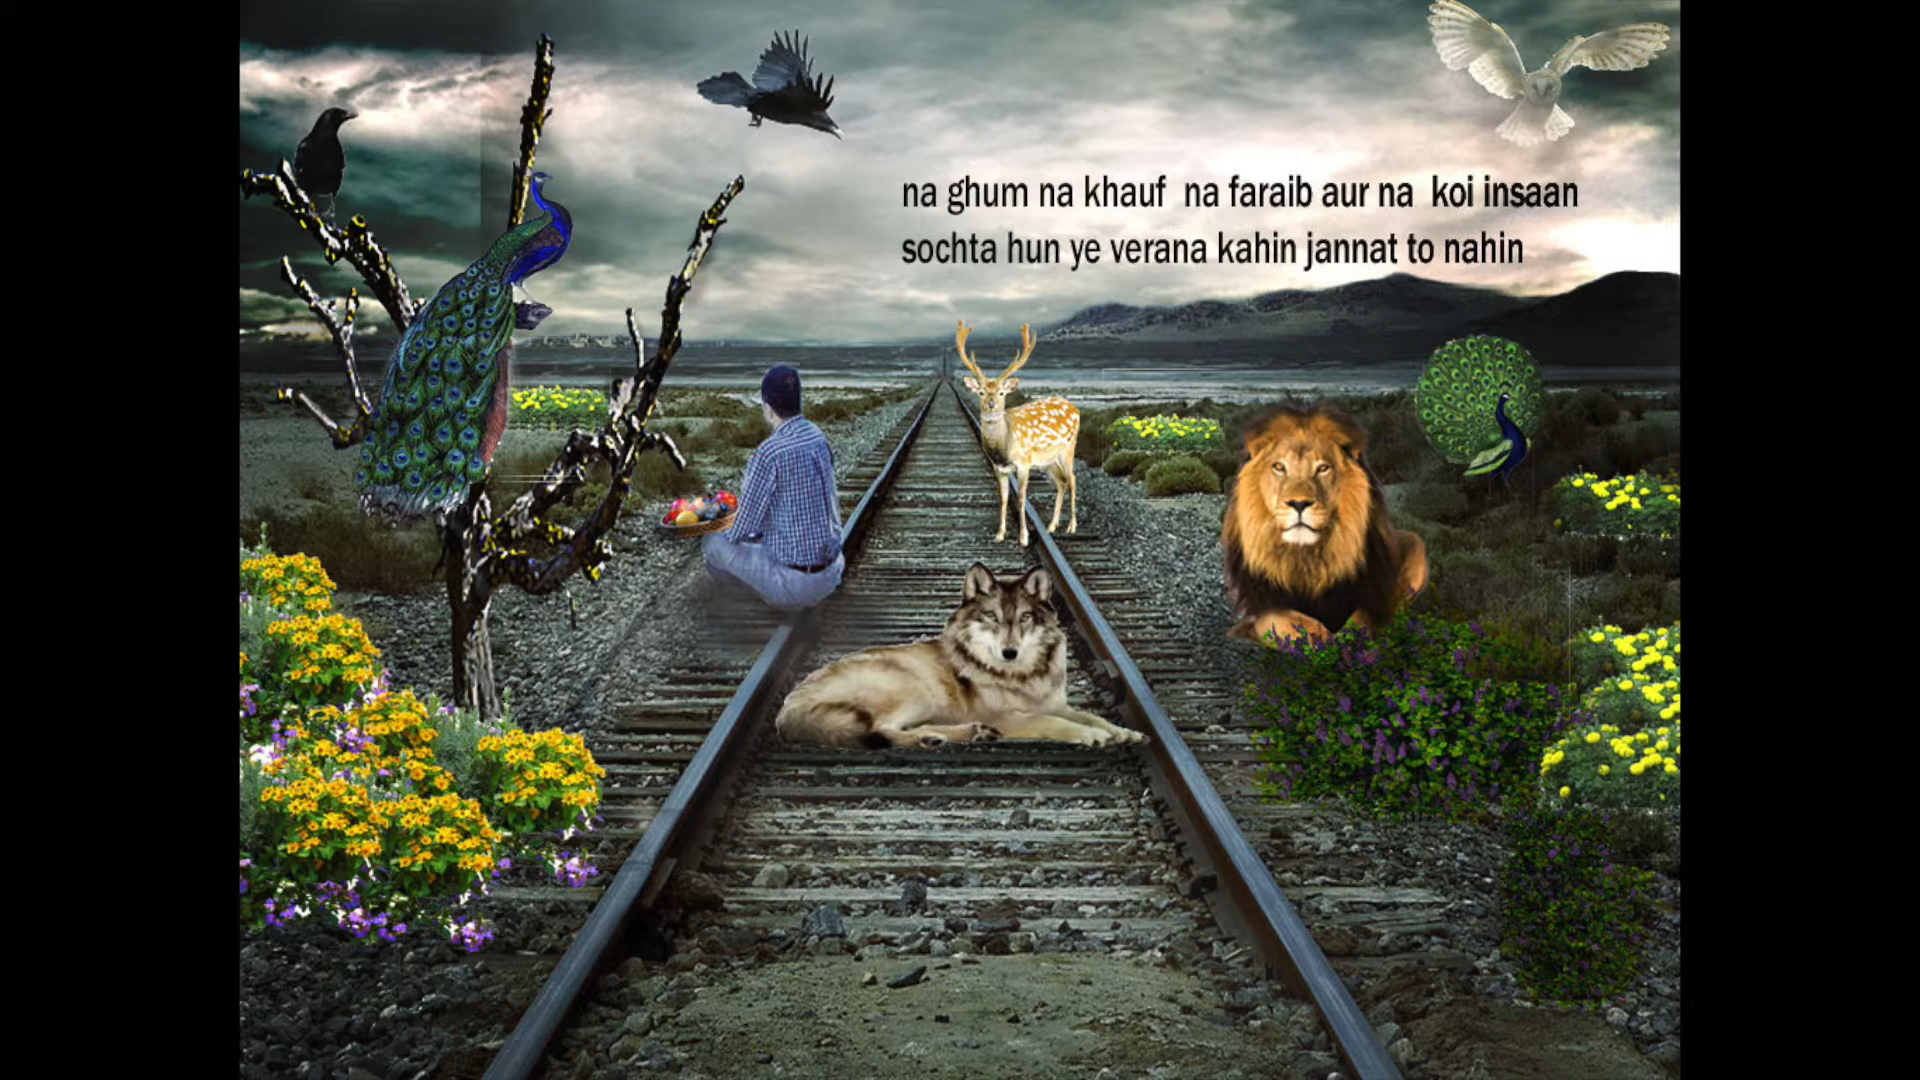 na ghum na khauf na faraib aur na koi insaan
sochta hun ye verana kahin jannat to nahin